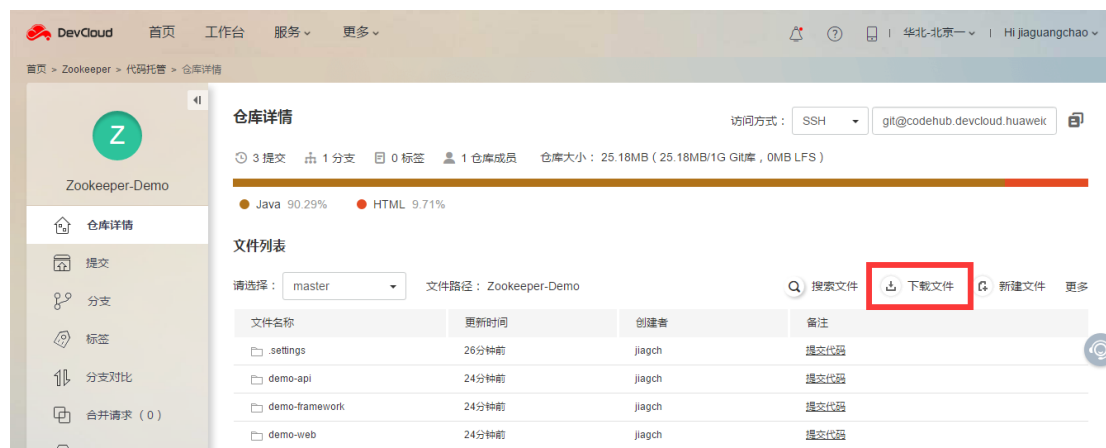 DevCloud 首页 工作台 服务 更多 华北-北京一 Hi jiaguangchao
首页 > Zookeeper > 代码托管 > 仓库详情
仓库详情 访问方式： SSH git@codehub.devcloud.huaweic
Z
3 提交 1 分支 0 标签 1 仓库成员 仓库大小： 25.18MB ( 25.18MB/1G Git库，0MB LFS )
Zookeeper-Demo
Java 90.29% HTML 9.71%
仓库详情
文件列表
提交
请选择： master 文件路径： Zookeeper-Demo 搜索文件 下载文件 新建文件 更多
分支
文件名称 更新时间 创建者 备注
标签
.settings 26分钟前 jiagch 提交代码
分支对比
demo-api 24分钟前 jiagch 提交代码
合并请求 ( 0 )
demo-framework 24分钟前 jiagch 提交代码
demo-web 24分钟前 jiagch 提交代码